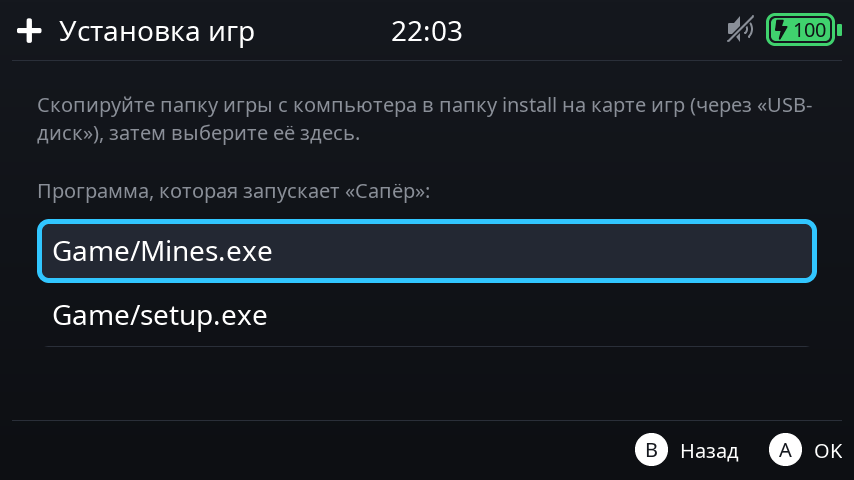 Установка игр
22:03
100
Скопируйте папку игры с компьютера в папку install на карте игр (через «USB-
диск»), затем выберите её здесь.
Программа, которая запускает «Сапёр»:
Game/Mines.exe
Game/setup.exe
B Назад
A OK